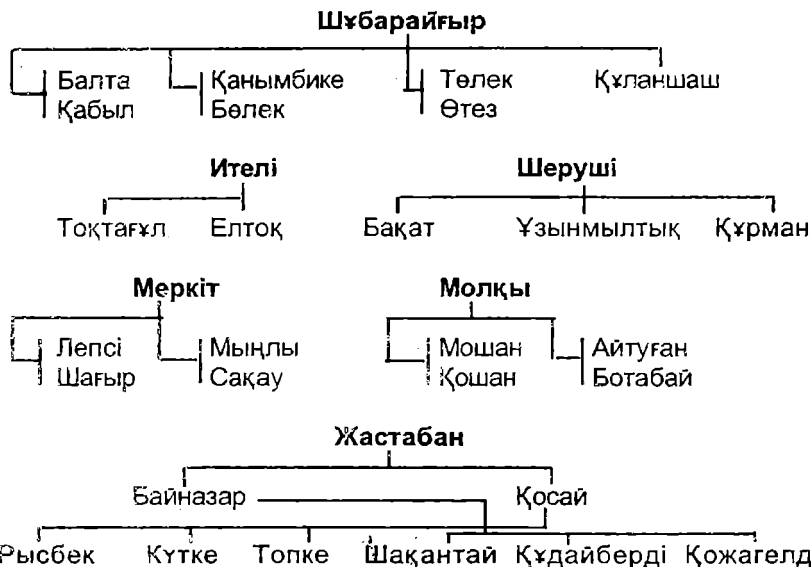 Шұбарайғыр
Балта Қанымбике Төлек Құланшаш
Қабыл Бөлек Өтез
Ителі Шеруші
Тоқтағұл Елтоқ Бақат Ұзынмылтық Құрман
Меркіт Молқы
Лепсі Мыңлы Мошан Айтуған
Шағыр Сақау Қошан Ботабай
Жастабан
Байназар Қосай
Рысбек Күтке Топке Шақантай Құдайберді Қожагелд